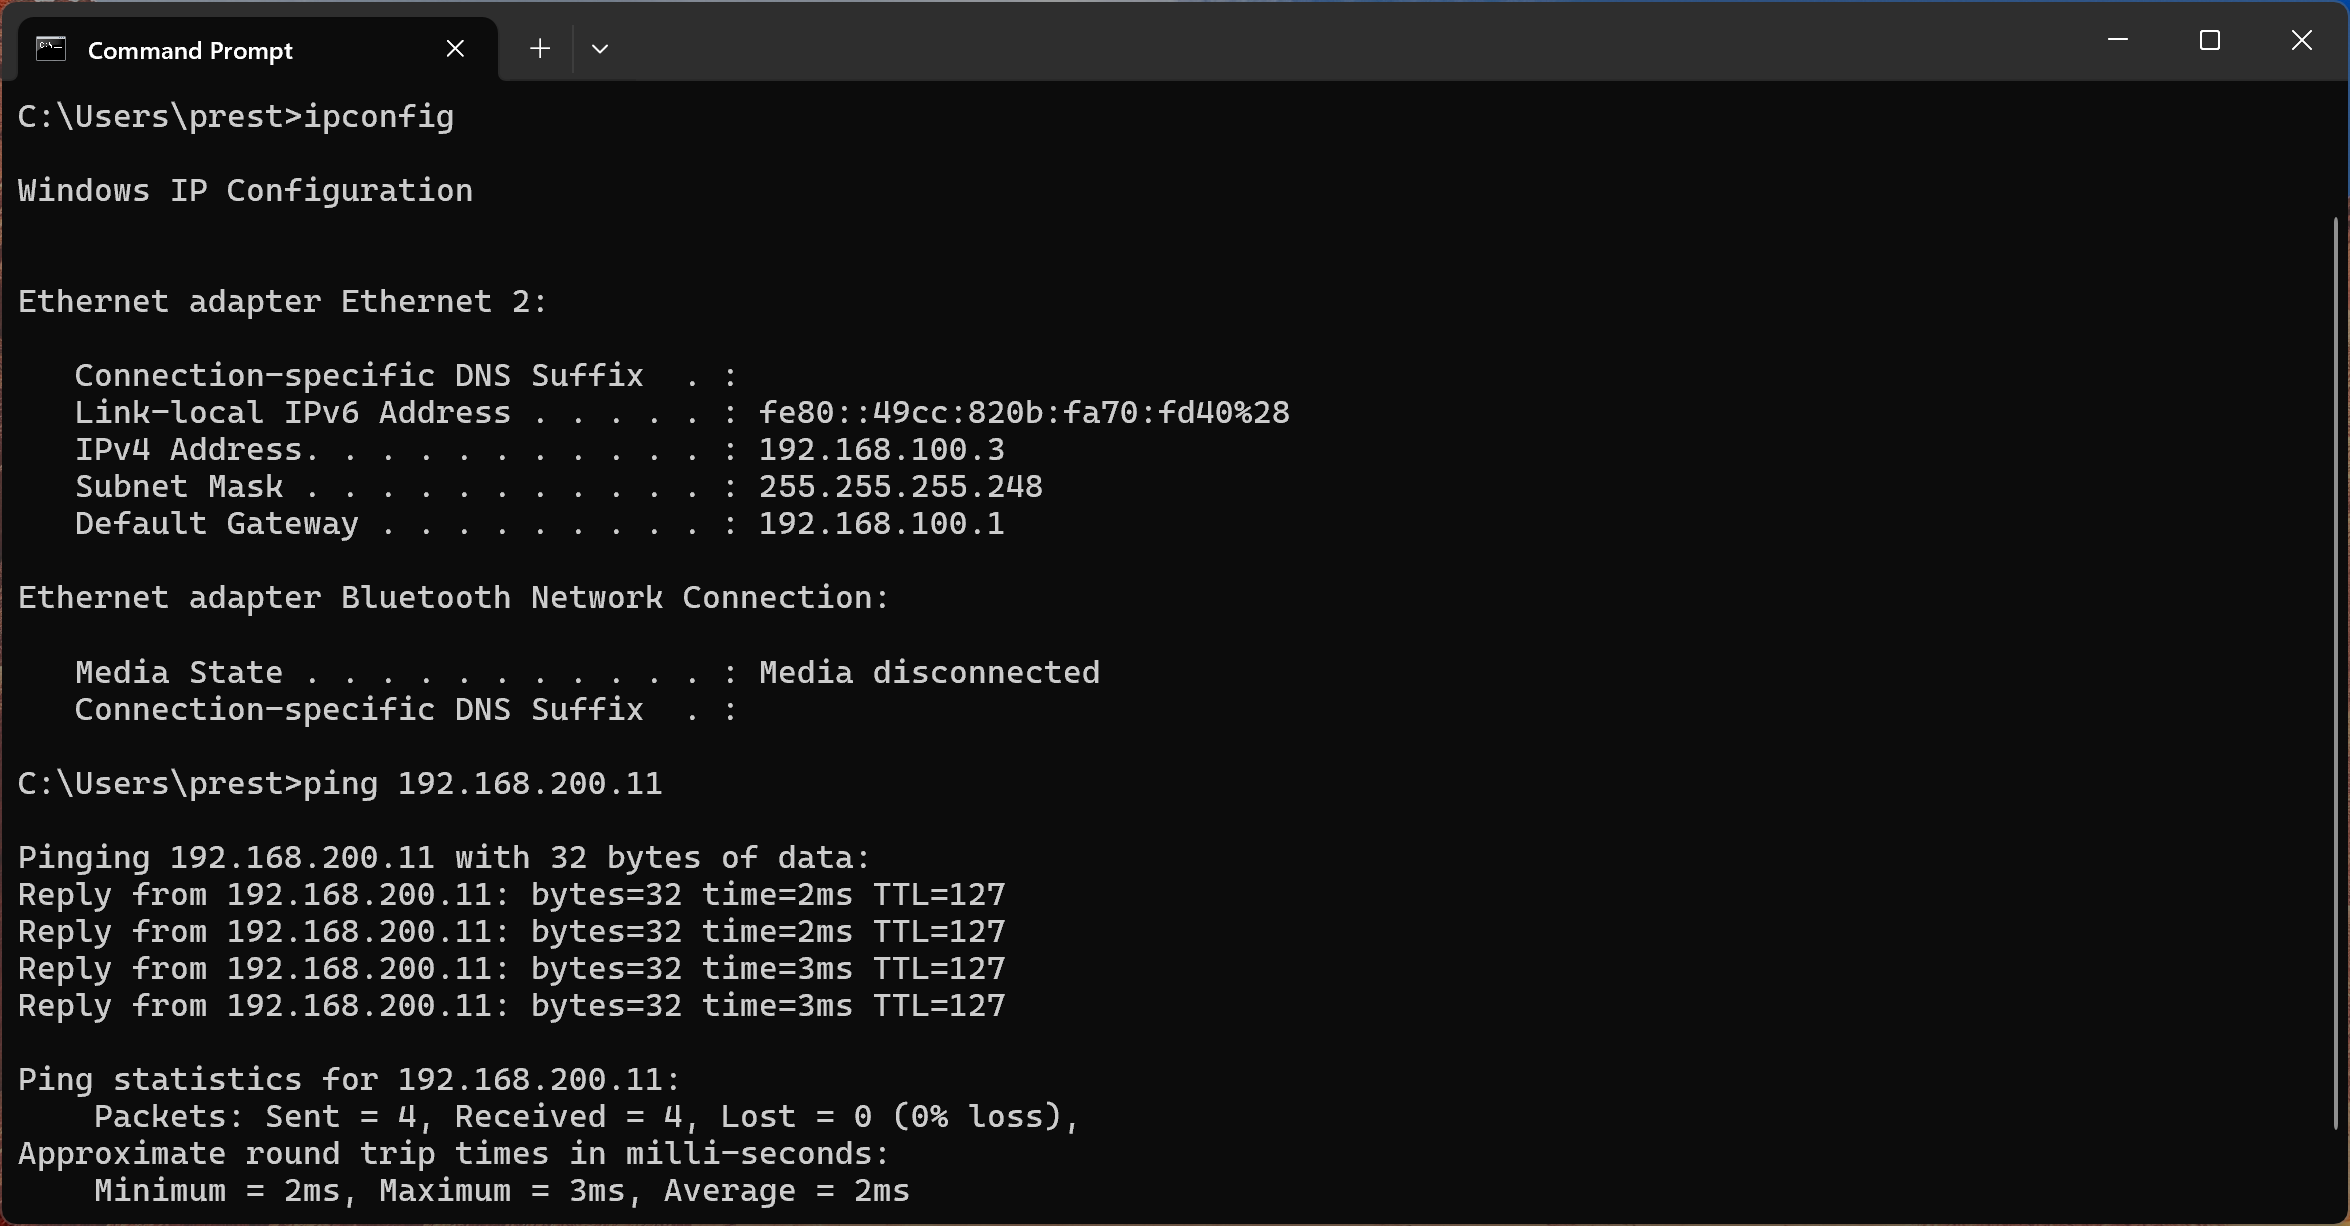 Command Prompt
C:\Users\prest>ipconfig
Windows IP Configuration
Ethernet adapter Ethernet 2:
   Connection-specific DNS Suffix  . :
   Link-local IPv6 Address . . . . . : fe80::49cc:820b:fa70:fd40%28
   IPv4 Address. . . . . . . . . . . : 192.168.100.3
   Subnet Mask . . . . . . . . . . . : 255.255.255.248
   Default Gateway . . . . . . . . . : 192.168.100.1
Ethernet adapter Bluetooth Network Connection:
   Media State . . . . . . . . . . . : Media disconnected
   Connection-specific DNS Suffix  . :
C:\Users\prest>ping 192.168.200.11
Pinging 192.168.200.11 with 32 bytes of data:
Reply from 192.168.200.11: bytes=32 time=2ms TTL=127
Reply from 192.168.200.11: bytes=32 time=2ms TTL=127
Reply from 192.168.200.11: bytes=32 time=3ms TTL=127
Reply from 192.168.200.11: bytes=32 time=3ms TTL=127
Ping statistics for 192.168.200.11:
    Packets: Sent = 4, Received = 4, Lost = 0 (0% loss),
Approximate round trip times in milli-seconds:
    Minimum = 2ms, Maximum = 3ms, Average = 2ms